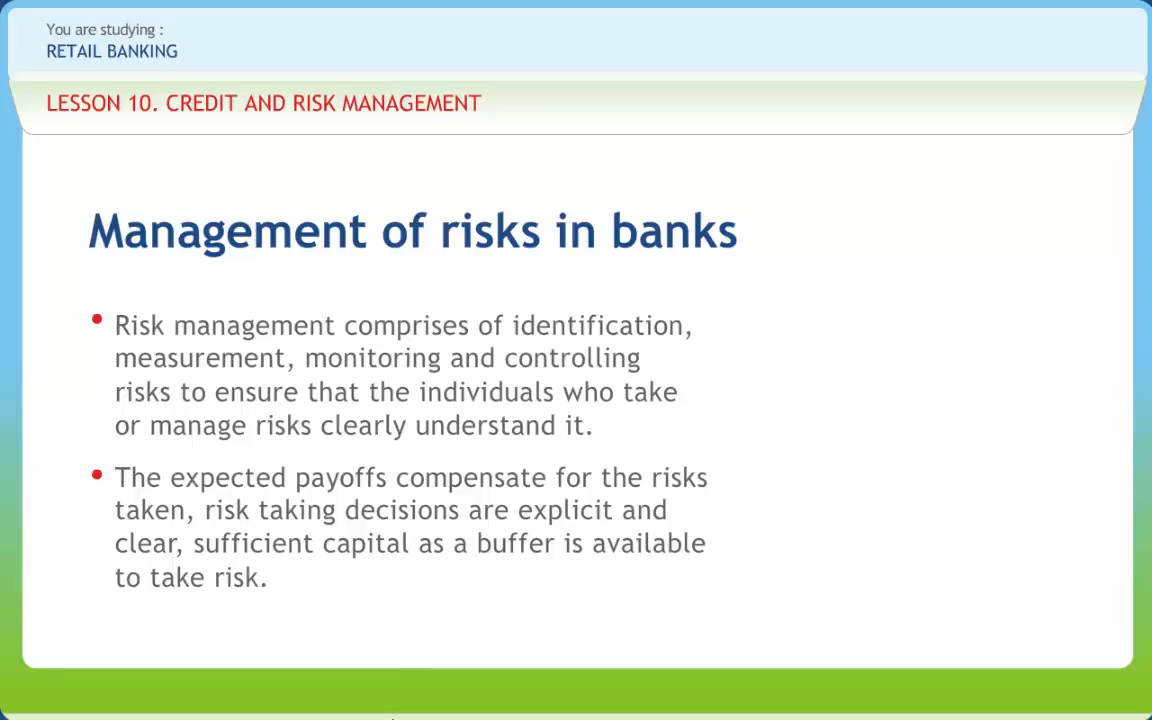 You are studying :
RETAIL BANKING
LESSON 10. CREDIT AND RISK MANAGEMENT
Management of risks in banks
• Risk management comprises of identification,
measurement, monitoring and controlling
risks to ensure that the individuals who take
or manage risks clearly understand it.
• The expected payoffs compensate for the risks
taken, risk taking decisions are explicit and
clear, sufficient capital as a buffer is available
to take risk.